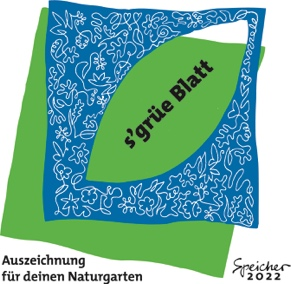 s'grüe Blatt
Auszeichnung
für deinen Naturgarten
Speicher
2022